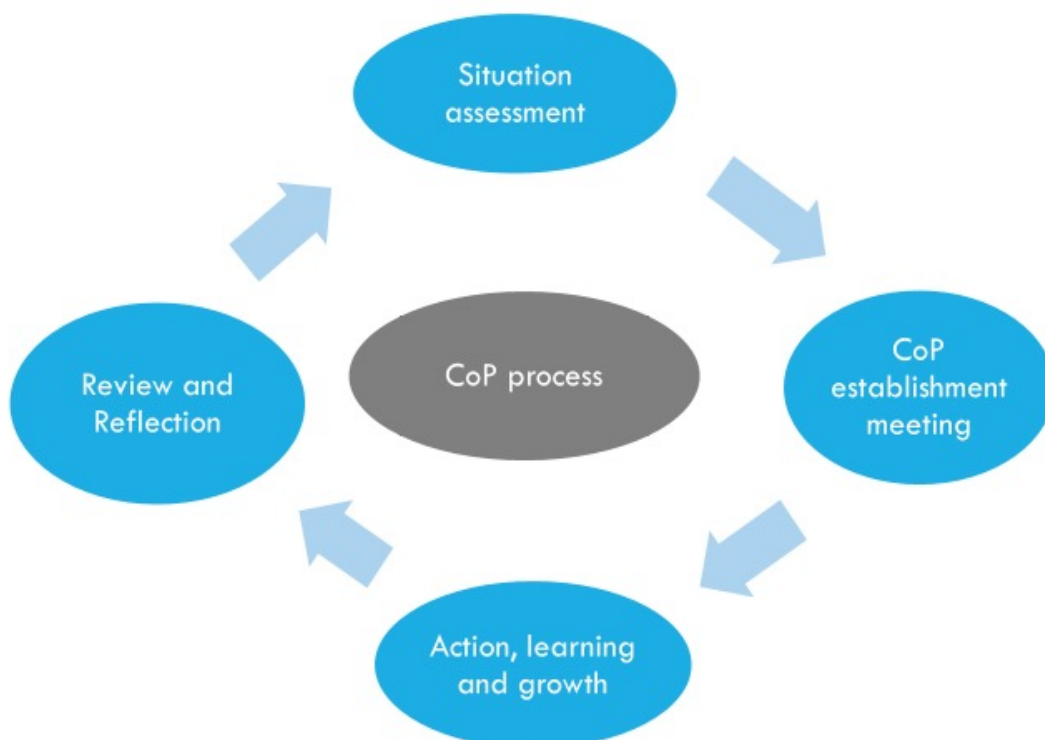 Situation
assessment
CoP
establishment
meeting
Action, learning
and growth
Review and
Reflection
CoP process